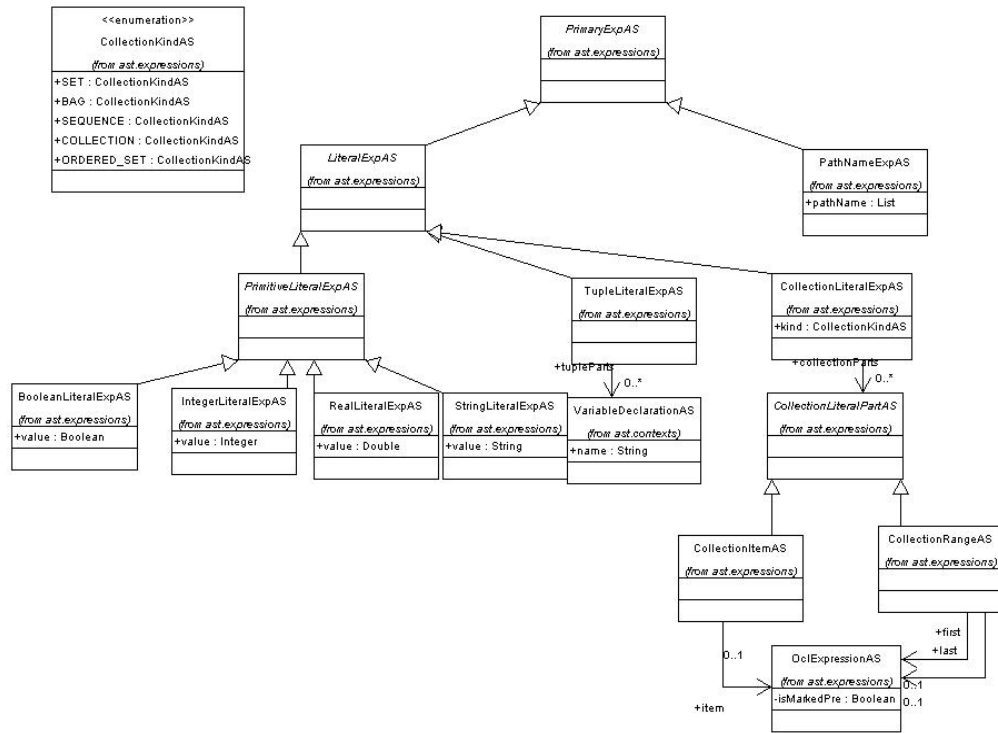 <<enumeration>>
CollectionKindAS
(from ast.expressions)
+SET : CollectionKindAS
+BAG : CollectionKindAS
+SEQUENCE : CollectionKindAS
+COLLECTION : CollectionKindAS
+ORDERED_SET : CollectionKindAS
PrimaryExpAS
(from ast.expressions)
LiteralExpAS
(from ast.expressions)
PathNameExpAS
(from ast.expressions)
+pathName : List
PrimitiveLiteralExpAS
(from ast.expressions)
TupleLiteralExpAS
(from ast.expressions)
CollectionLiteralExpAS
(from ast.expressions)
+kind : CollectionKindAS
+tupleParts
0..*
+collectionParts
0..*
BooleanLiteralExpAS
(from ast.expressions)
+value : Boolean
IntegerLiteralExpAS
(from ast.expressions)
+value : Integer
RealLiteralExpAS
(from ast.expressions)
+value : Double
StringLiteralExpAS
(from ast.expressions)
+value : String
VariableDeclarationAS
(from ast.contexts)
+name : String
CollectionLiteralPartAS
(from ast.expressions)
CollectionItemAS
(from ast.expressions)
CollectionRangeAS
(from ast.expressions)
+first
+last
0..1
OclExpressionAS
(from ast.expressions)
-isMarkedPre : Boolean
0..1
0..1
+item